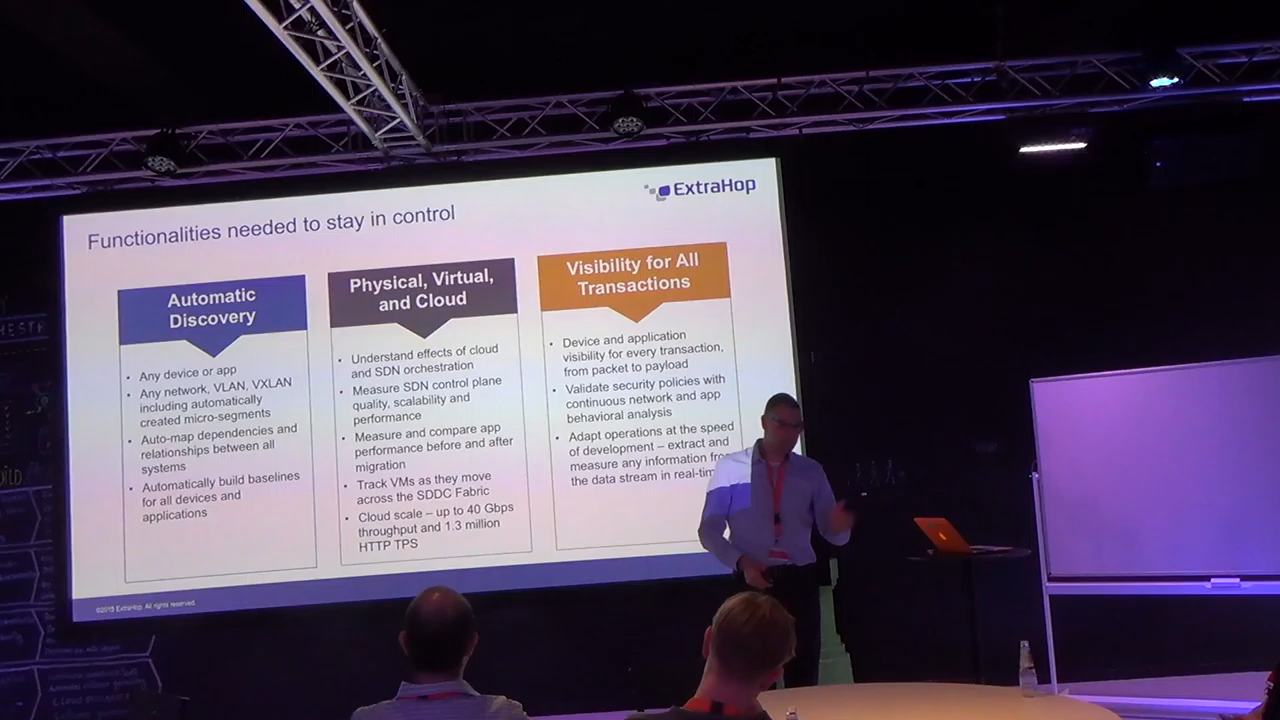 ExtraHop
Functionalities needed to stay in control
Automatic
Discovery
• Any device or app
• Any network, VLAN, VXLAN
including automatically
created micro-segments
• Auto-map dependencies and
relationships between all
systems
• Automatically build baselines
for all devices and
applications
Physical, Virtual,
and Cloud
• Understand effects of cloud
and SDN orchestration
• Measure SDN control plane
quality, scalability and
performance
• Measure and compare app
performance before and after
migration
• Track VMs as they move
across the SDDC Fabric
• Cloud scale – up to 40 Gbps
throughput and 1.3 million
HTTP TPS
Visibility for All
Transactions
• Device and application
visibility for every transaction,
from packet to payload
• Validate security policies with
continuous network and app
behavioral analysis
• Adapt operations at the speed
of development – extract and
measure any information
the data stream in
©2015 ExtraHop. All rights reserved.